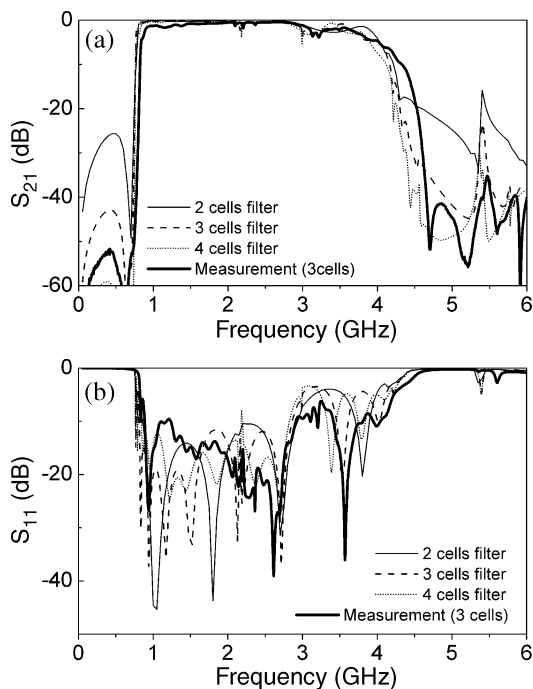 (a)
0
-20
-40
-60
S21 (dB)
2 cells filter
3 cells filter
4 cells filter
Measurement (3cells)
0 1 2 3 4 5 6
Frequency (GHz)
(b)
0
-20
-40
S11 (dB)
2 cells filter
3 cells filter
4 cells filter
Measurement (3 cells)
0 1 2 3 4 5 6
Frequency (GHz)